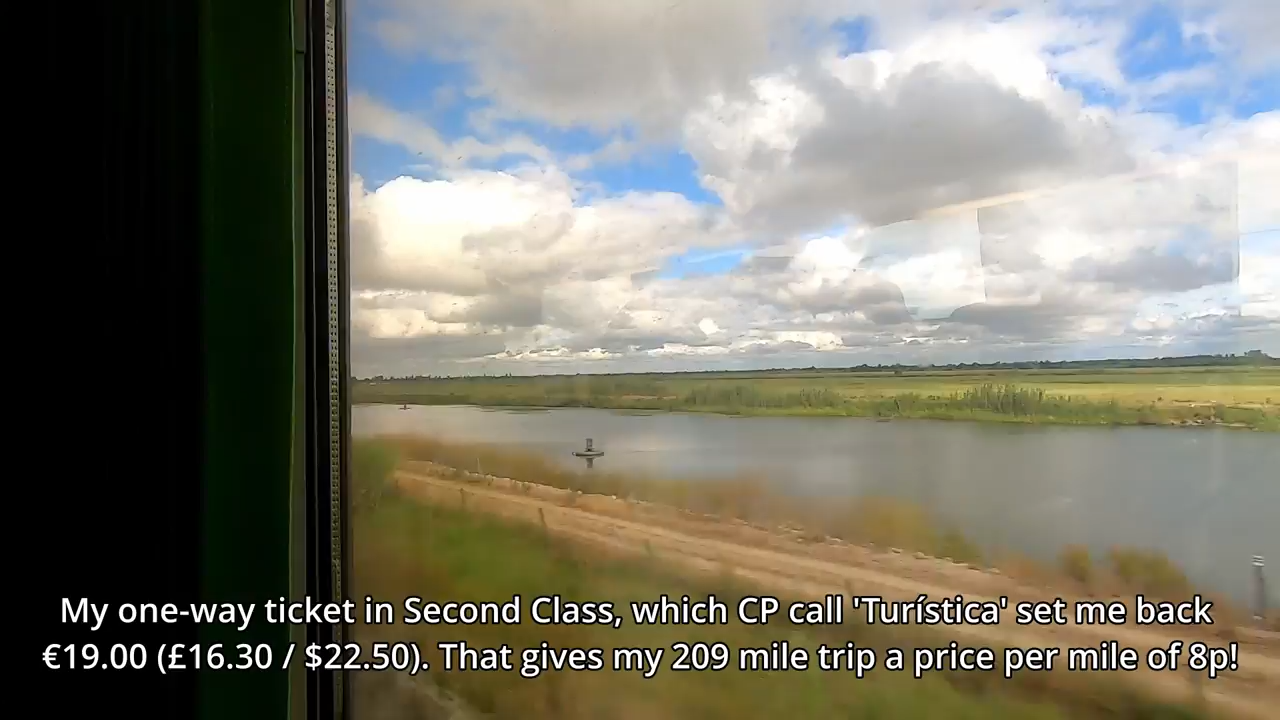 My one-way ticket in Second Class, which CP call 'Turística' set me back
€19.00 (£16.30 / $22.50). That gives my 209 mile trip a price per mile of 8p!